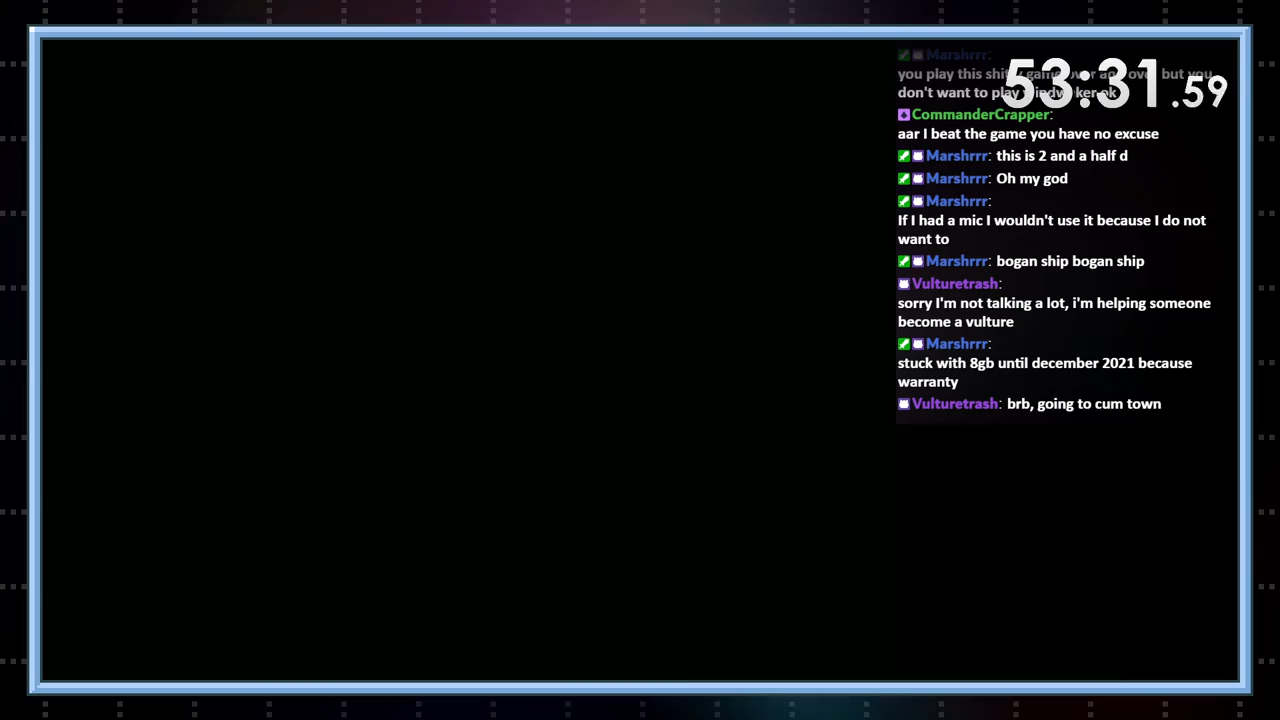 Marshrrr:
you play this shitty game over and over but you
don't want to play windwaker ok
53:31.59
CommanderCrapper:
aar I beat the game you have no excuse
Marshrrr: this is 2 and a half d
Marshrrr: Oh my god
Marshrrr:
If I had a mic I wouldn't use it because I do not
want to
Marshrrr: bogan ship bogan ship
Vulturetrash:
sorry I'm not talking a lot, i'm helping someone
become a vulture
Marshrrr:
stuck with 8gb until december 2021 because
warranty
Vulturetrash: brb, going to cum town